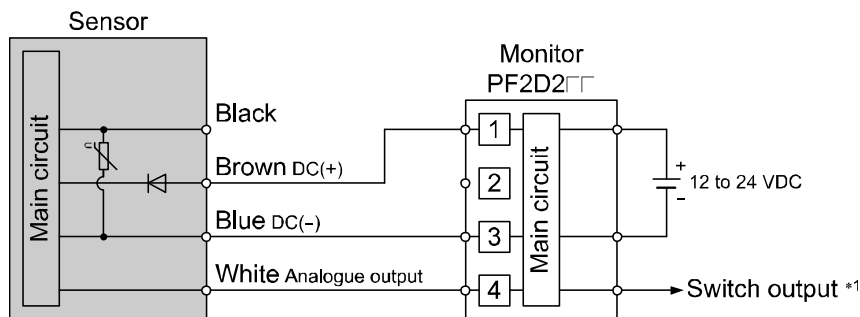 Sensor
Monitor
PF2D2□□
Main circuit
Black
Brown DC(+)
Blue DC(−)
White Analogue output
1
2
3
4
Main circuit
+
−
12 to 24 VDC
Switch output *1